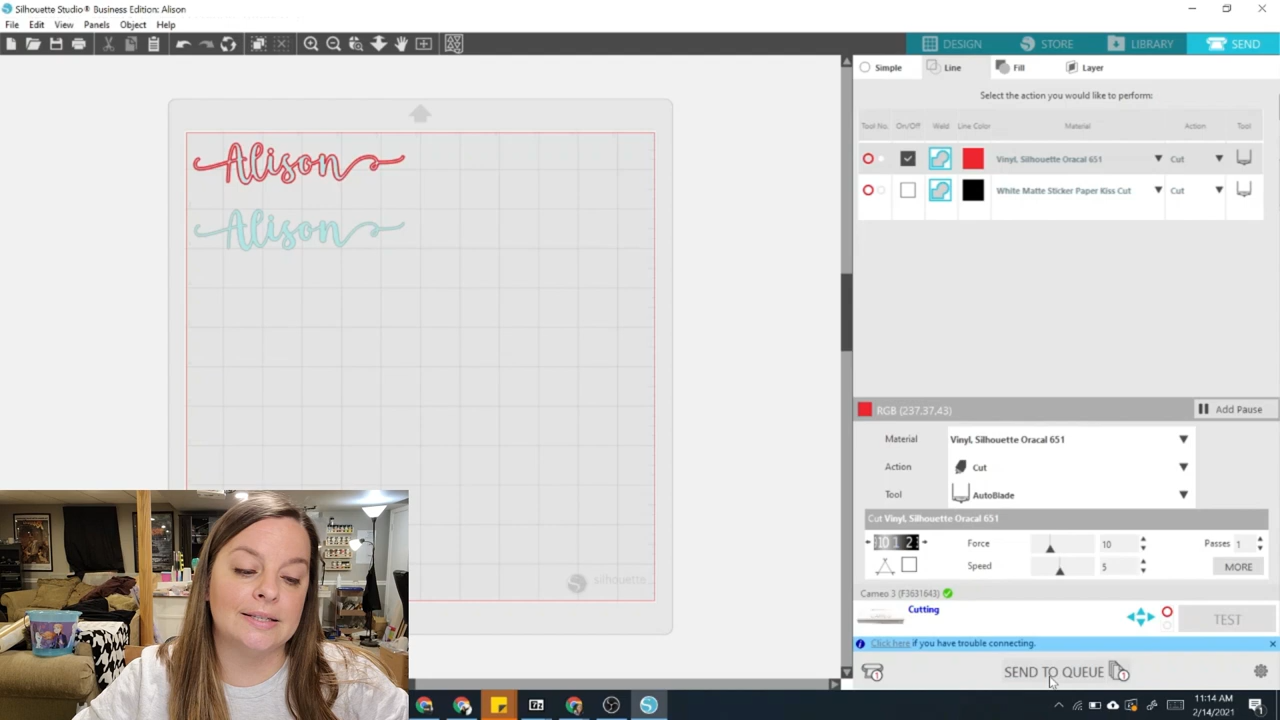 Silhouette Studio® Business Edition: Alison
File Edit View Panels Object Help
DESIGN STORE LIBRARY SEND
Simple Line Fill Layer
Select the action you would like to perform:
Tool No. On/Off Weld Line Color Material Action Tool
Vinyl, Silhouette Oracal 651 Cut
White Matte Sticker Paper Kiss Cut Cut
Alison
Alison
RGB (237,37,43) Add Pause
Material Vinyl, Silhouette Oracal 651
Action Cut
Tool AutoBlade
Cut Vinyl, Silhouette Oracal 651
Force 10 Passes 1
Speed 5 MORE
Cameo 3 (F3631643)
Cutting
TEST
Click here if you have trouble connecting.
SEND TO QUEUE
silhouette
11:14 AM
2/14/2021